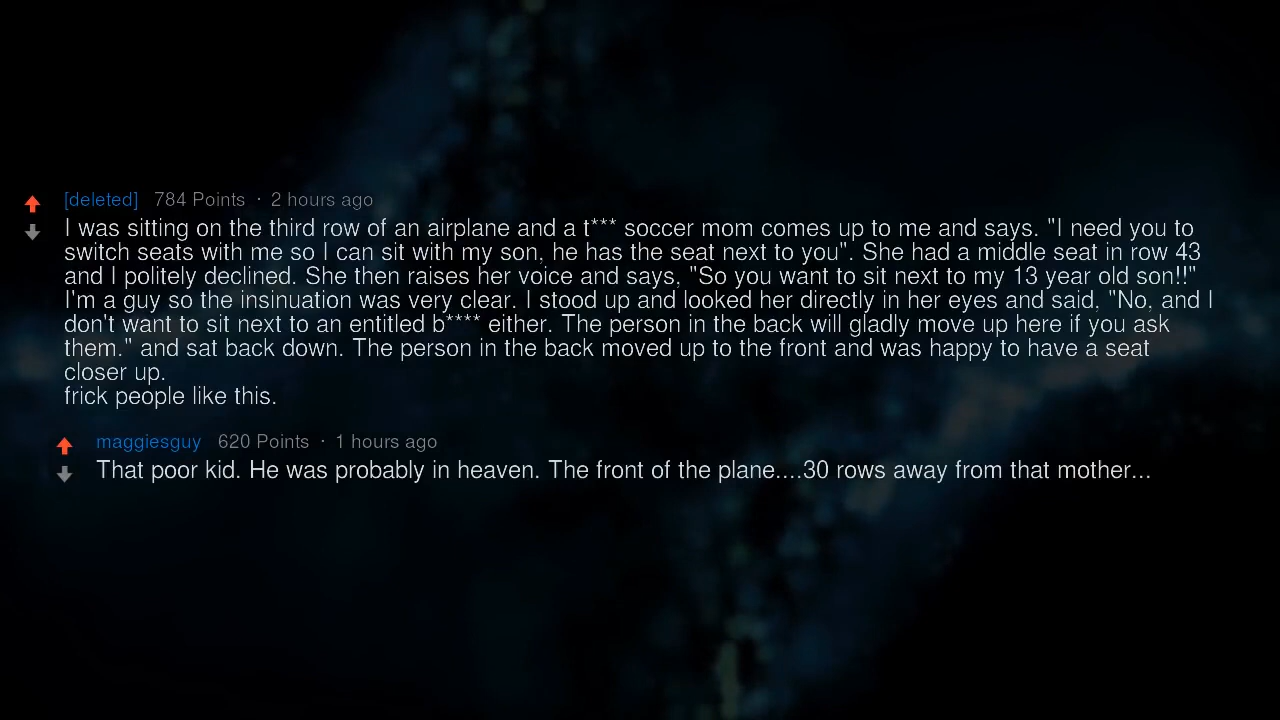 [deleted] 784 Points · 2 hours ago
I was sitting on the third row of an airplane and a t*** soccer mom comes up to me and says. "I need you to
switch seats with me so I can sit with my son, he has the seat next to you". She had a middle seat in row 43
and I politely declined. She then raises her voice and says, "So you want to sit next to my 13 year old son!!"
I'm a guy so the insinuation was very clear. I stood up and looked her directly in her eyes and said, "No, and I
don't want to sit next to an entitled b**** either. The person in the back will gladly move up here if you ask
them." and sat back down. The person in the back moved up to the front and was happy to have a seat
closer up.
frick people like this.
maggiesguy 620 Points · 1 hours ago
That poor kid. He was probably in heaven. The front of the plane....30 rows away from that mother...